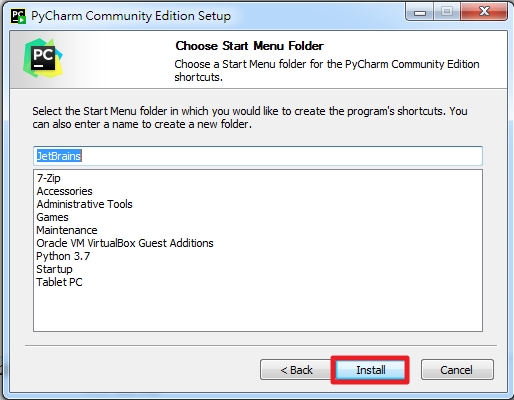 PyCharm Community Edition Setup
PC
Choose Start Menu Folder
Choose a Start Menu folder for the PyCharm Community Edition
shortcuts.
Select the Start Menu folder in which you would like to create the program's shortcuts. You
can also enter a name to create a new folder.
JetBrains
7-Zip
Accessories
Administrative Tools
Games
Maintenance
Oracle VM VirtualBox Guest Additions
Python 3.7
Startup
Tablet PC
< Back
Install
Cancel